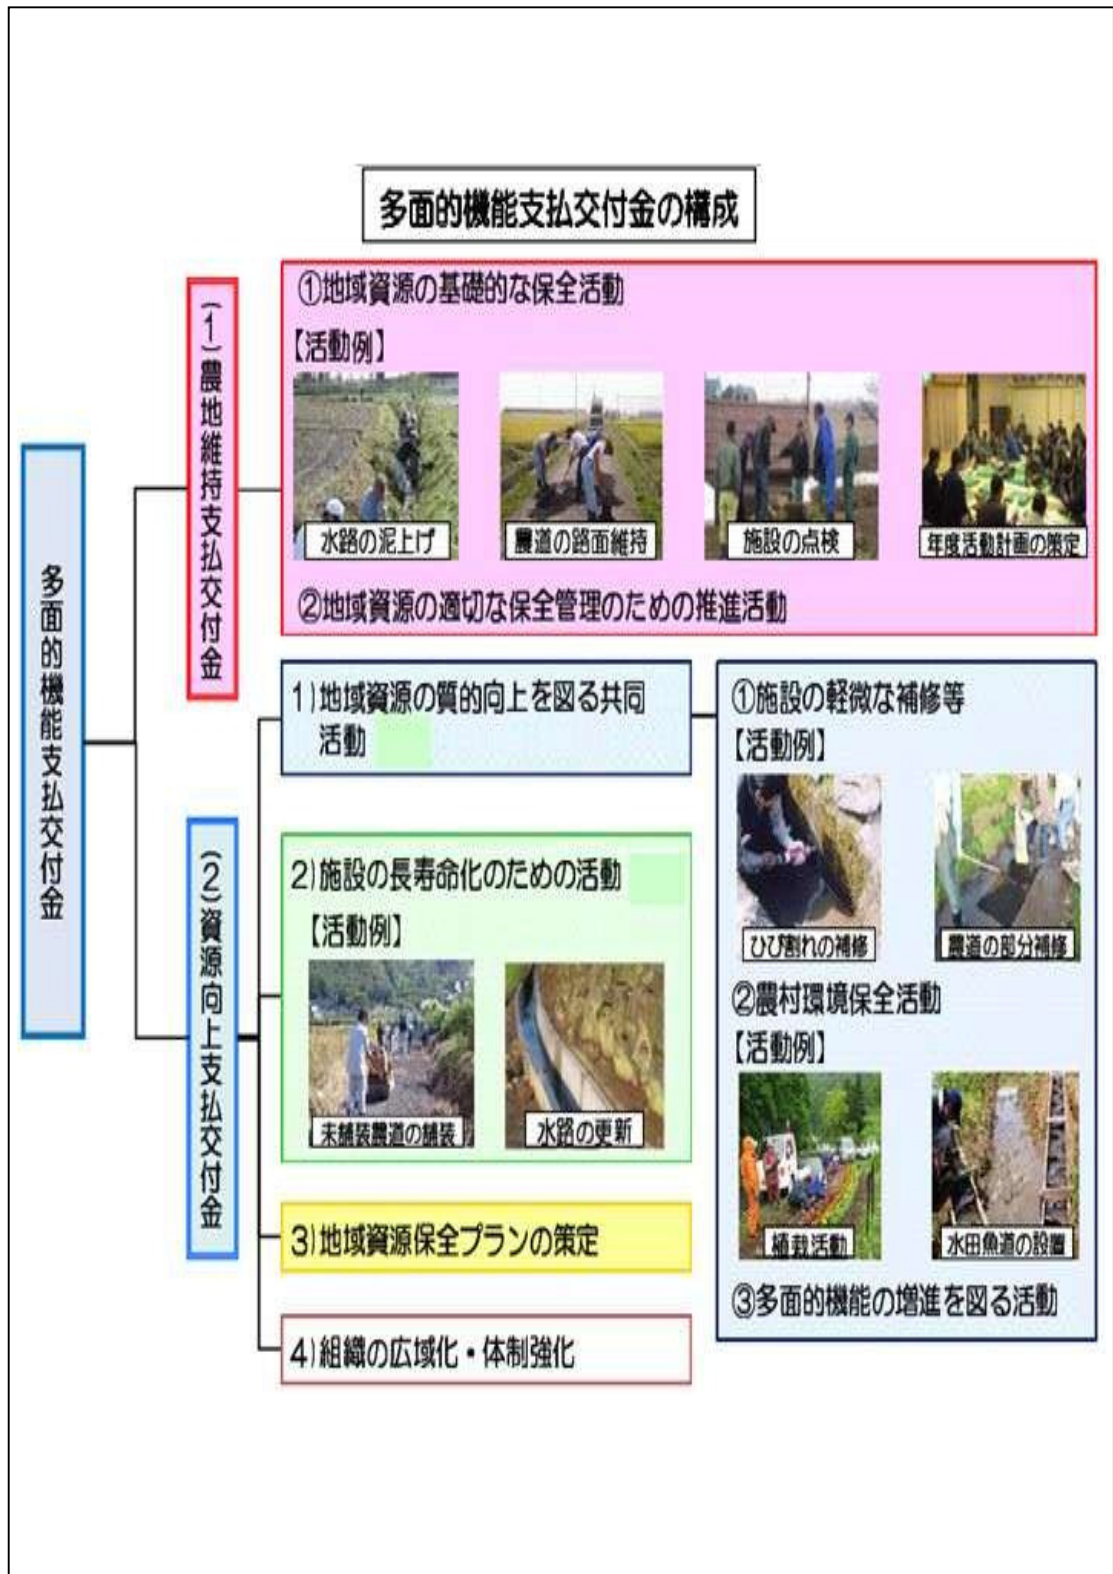 多面的機能支払交付金の構成
多面的機能支払交付金
(1)農地維持支払交付金
①地域資源の基礎的な保全活動
【活動例】
水路の泥上げ
農道の路面維持
施設の点検
年度活動計画の策定
②地域資源の適切な保全管理のための推進活動
(2)資源向上支払交付金
1)地域資源の質的向上を図る共同
活動
①施設の軽微な補修等
【活動例】
ひび割れの補修
農道の部分補修
②農村環境保全活動
【活動例】
植栽活動
水田魚道の設置
③多面的機能の増進を図る活動
2)施設の長寿命化のための活動
【活動例】
未舗装農道の舗装
水路の更新
3)地域資源保全プランの策定
4)組織の広域化・体制強化